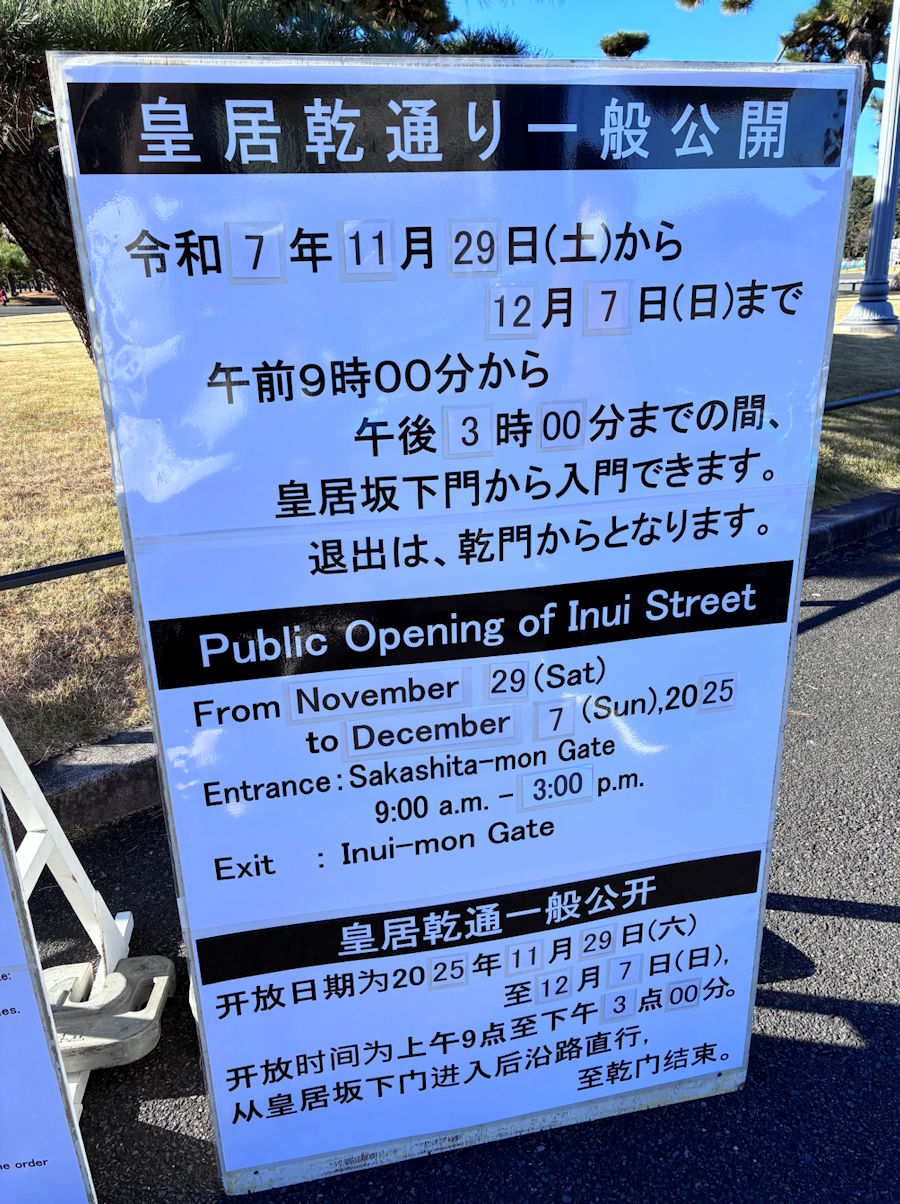 皇居乾通り一般公開
令和7年11月29日(土)から
12月7日(日)まで
午前9時00分から
午後3時00分までの間、
皇居坂下門から入門できます。
退出は、乾門からとなります。
Public Opening of Inui Street
From November 29 (Sat)
to December 7 (Sun),2025
Entrance:Sakashita-mon Gate
9:00 a.m. - 3:00 p.m.
Exit : Inui-mon Gate
皇居乾通一般公开
开放日期为2025年11月29日(六)
至12月7日(日),
开放时间为上午9点至下午3点00分。
从皇居坂下门进入后沿路直行,
至乾门结束。
order